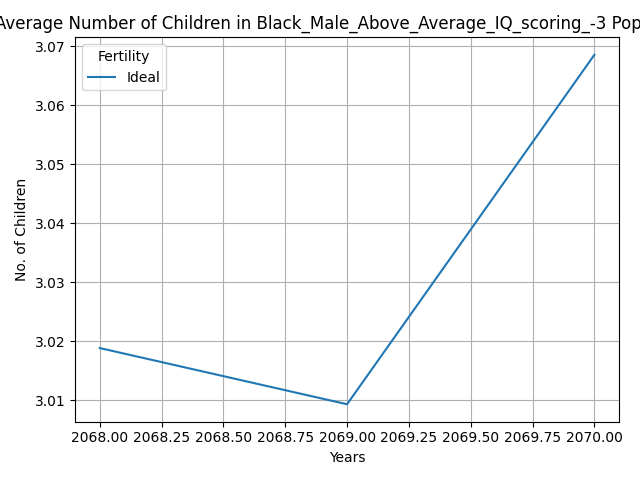 Average Number of Children in Black_Male_Above_Average_IQ_scoring_-3 Pop
Fertility
Ideal
3.07
3.06
3.05
3.04
3.03
3.02
3.01
No. of Children
2068.00 2068.25 2068.50 2068.75 2069.00 2069.25 2069.50 2069.75 2070.00
Years